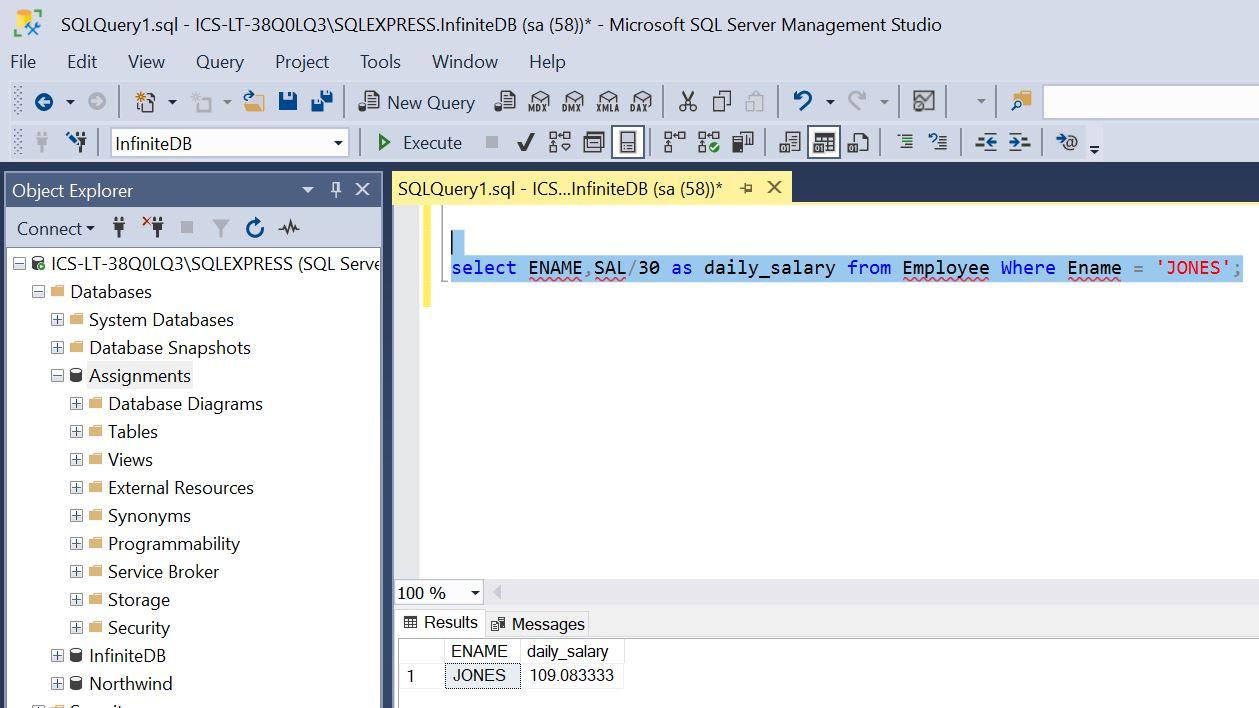 SQLQuery1.sql - ICS-LT-38Q0LQ3\SQLEXPRESS.InfiniteDB (sa (58))* - Microsoft SQL Server Management Studio
File Edit View Query Project Tools Window Help
New Query MDX DMX XMLA DAX
InfiniteDB Execute
Object Explorer
SQLQuery1.sql - ICS...InfiniteDB (sa (58))*
Connect
ICS-LT-38Q0LQ3\SQLEXPRESS (SQL Serve
Databases
System Databases
Database Snapshots
Assignments
Database Diagrams
Tables
Views
External Resources
Synonyms
Programmability
Service Broker
Storage
Security
InfiniteDB
Northwind
select ENAME,SAL/30 as daily_salary from Employee Where Ename = 'JONES';
100 %
Results Messages
ENAME daily_salary
1 JONES 109.083333